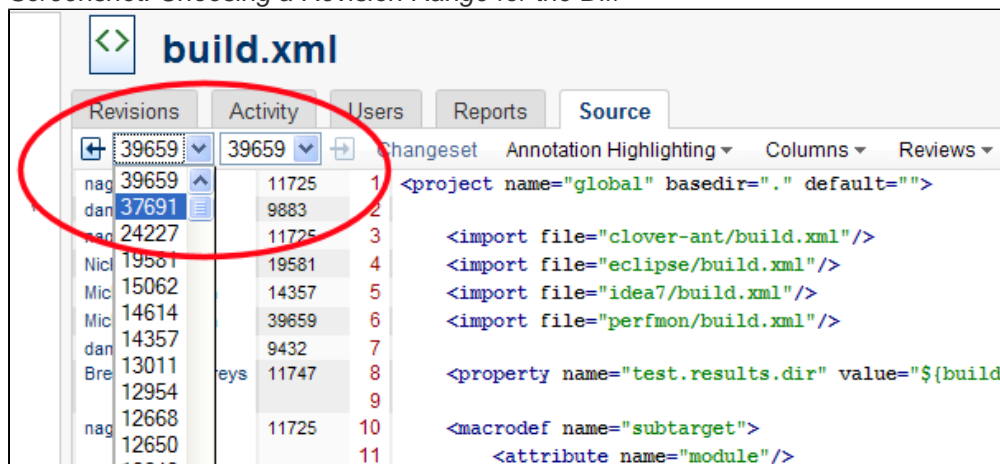 Screenshot: Choosing a Revision Range for the Diff
build.xml
Revisions Activity Users Reports Source
39659 39659 Changeset Annotation Highlighting Columns Reviews
nag 39659 11725 1 <project name="global" basedir="." default="">
dan 37691 9883 2
nag 24227 11725 3 <import file="clover-ant/build.xml"/>
Nicl 19581 19581 4 <import file="eclipse/build.xml"/>
Mic 15062 14357 5 <import file="idea7/build.xml"/>
Mic 14614 39659 6 <import file="perfmon/build.xml"/>
dan 14357 9432 7
Bre 13011 reys 11747 8 <property name="test.results.dir" value="${build
12954 9
nag 12668 11725 10 <macrodef name="subtarget">
12650 11 <attribute name="module"/>